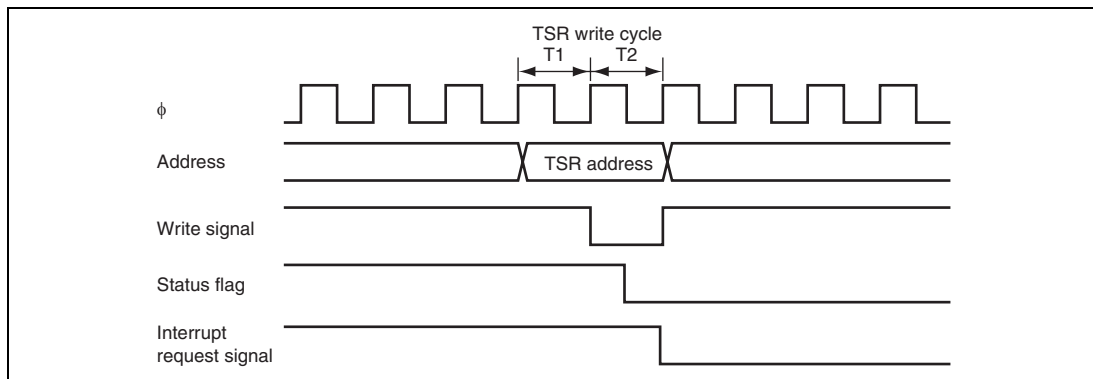 TSR write cycle
T1 T2
ϕ
Address
TSR address
Write signal
Status flag
Interrupt
request signal